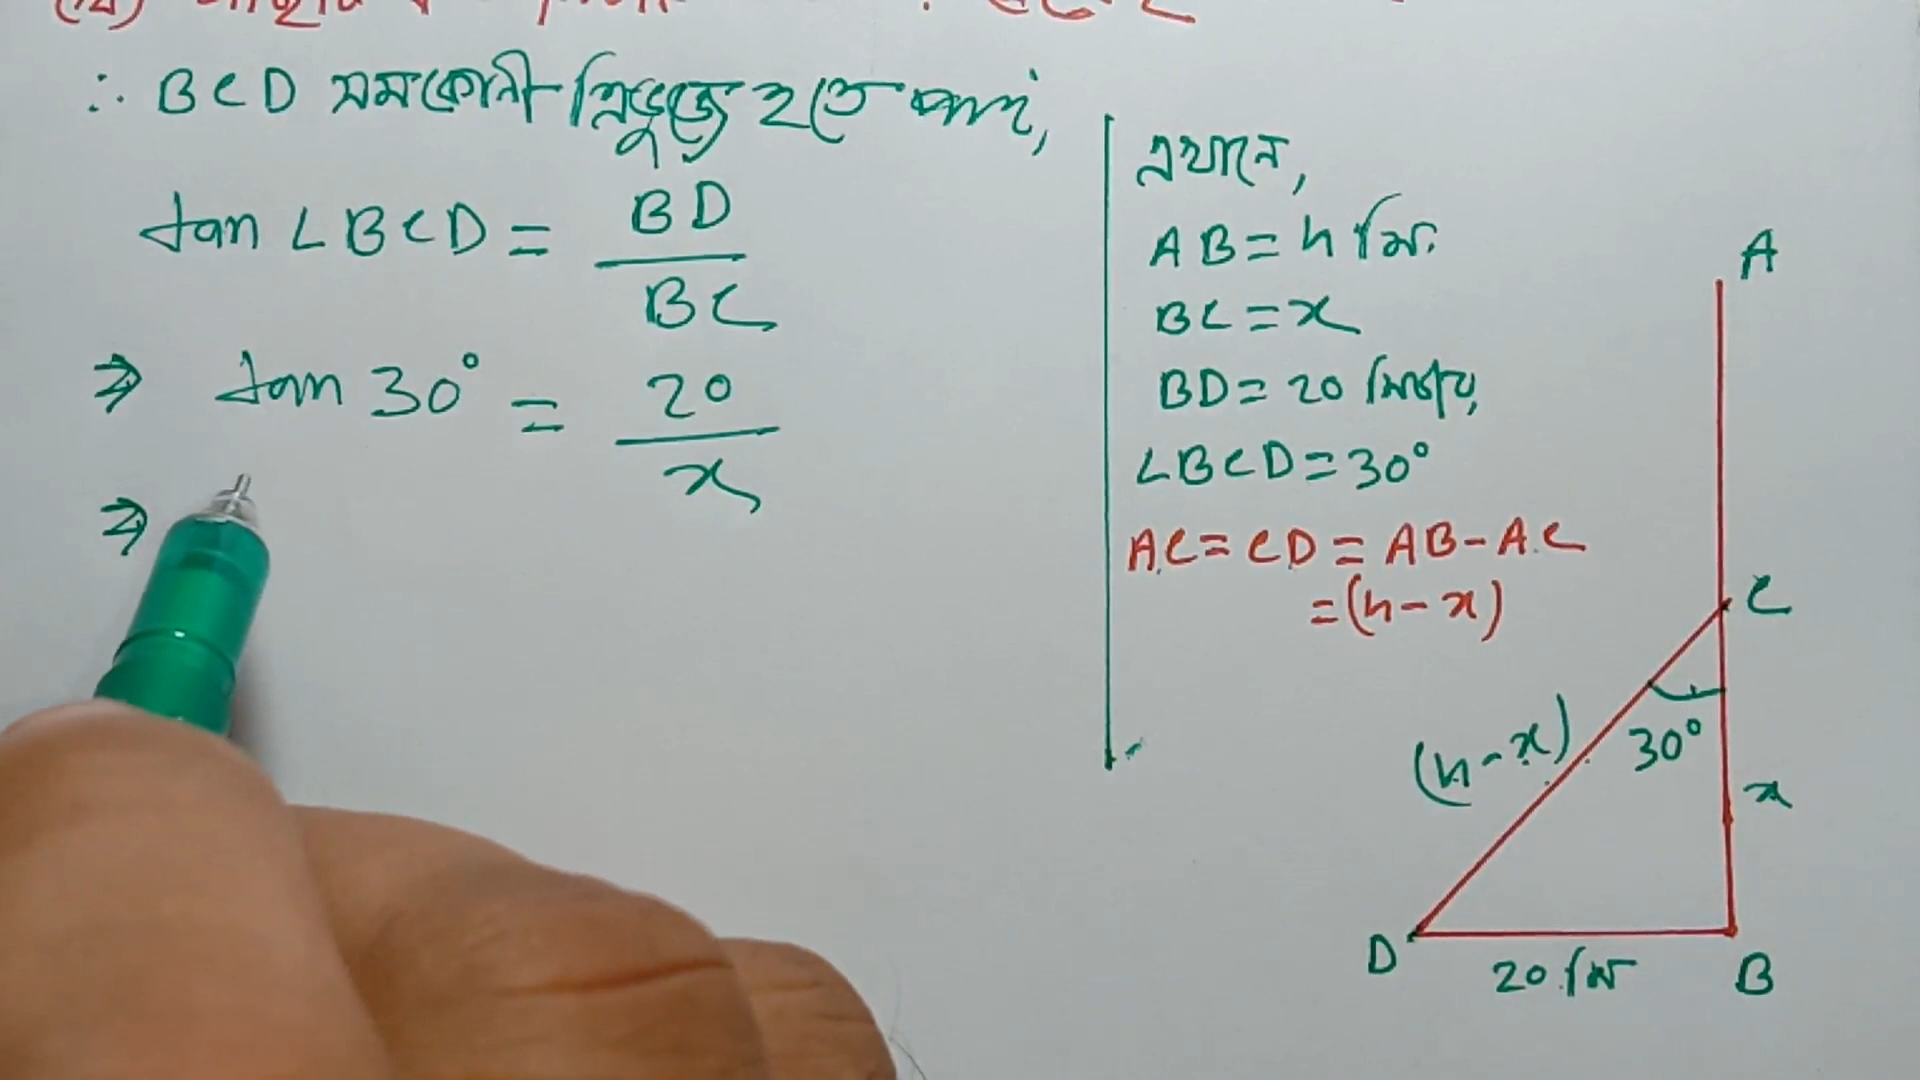 ∴ BCD সমকোনী ত্রিভুজে হতে পাই,
tan ∠BCD = BD/BC
⇒ tan 30° = 20/x
⇒
এখানে,
AB = h মি.
BC = x
BD = 20 মিটার,
∠BCD = 30°
AC = CD = AB - AC
= (h - x)
A
C
(h - x)
30°
x
D
20 মি
B